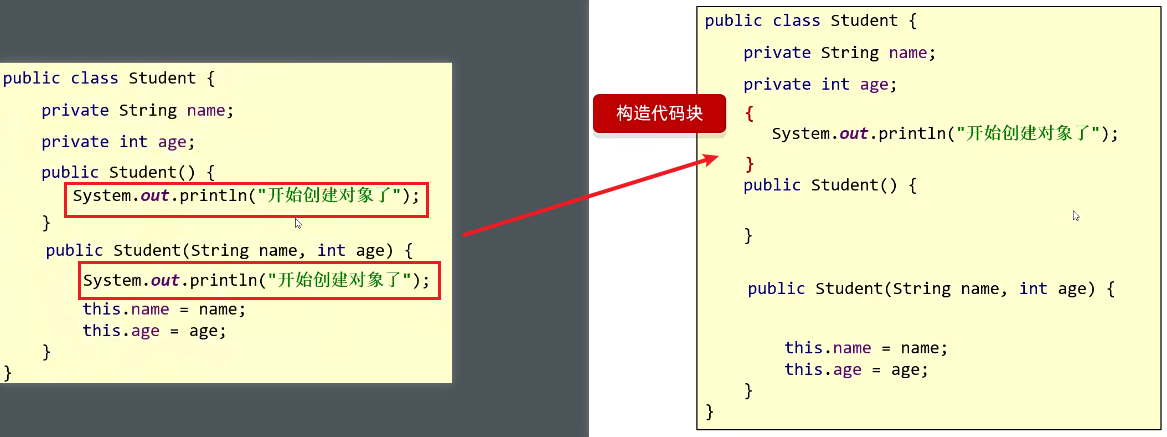 public class Student {
private String name;
private int age;
public Student() {
System.out.println("开始创建对象了");
}
public Student(String name, int age) {
System.out.println("开始创建对象了");
this.name = name;
this.age = age;
}
}
构造代码块
public class Student {
private String name;
private int age;
{
System.out.println("开始创建对象了");
}
public Student() {
}
public Student(String name, int age) {
this.name = name;
this.age = age;
}
}